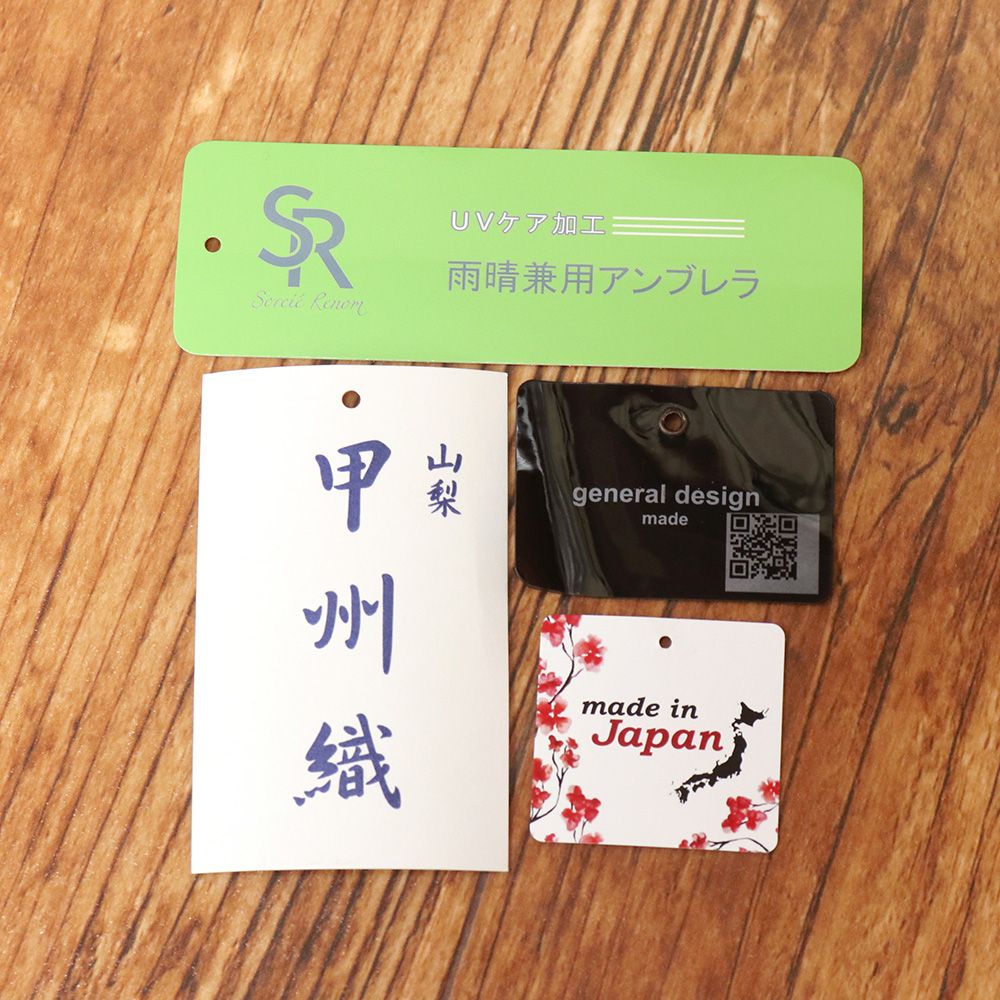 SR
Sorcié Renom
UVケア加工
雨晴兼用アンブレラ
山梨
甲州織
general design
made
made in
Japan